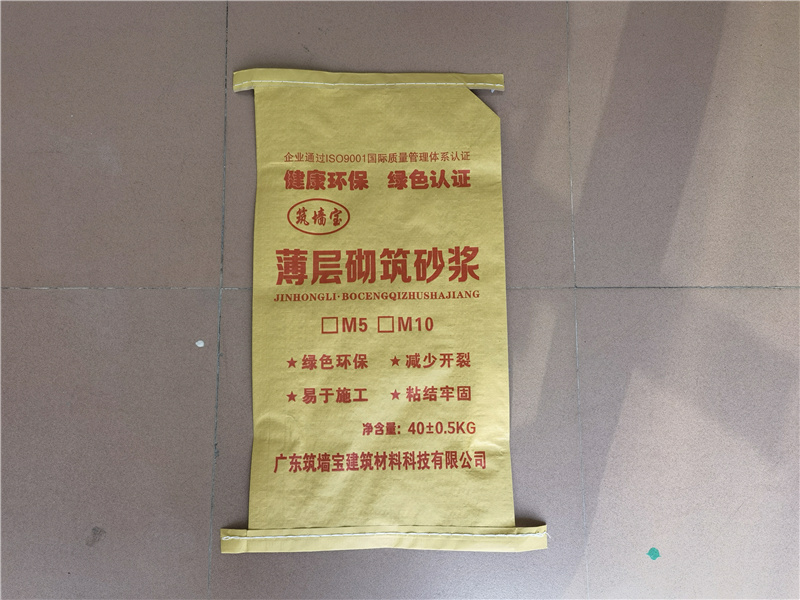 企业通过ISO9001国际质量管理体系认证
健康环保 绿色认证
筑墙宝
薄层砌筑砂浆
JINHONGLI·BOCENGQIZHUSHAJIANG
□M5 □M10
★绿色环保 ★减少开裂
★易于施工 ★粘结牢固
净含量：40±0.5KG
广东筑墙宝建筑材料科技有限公司